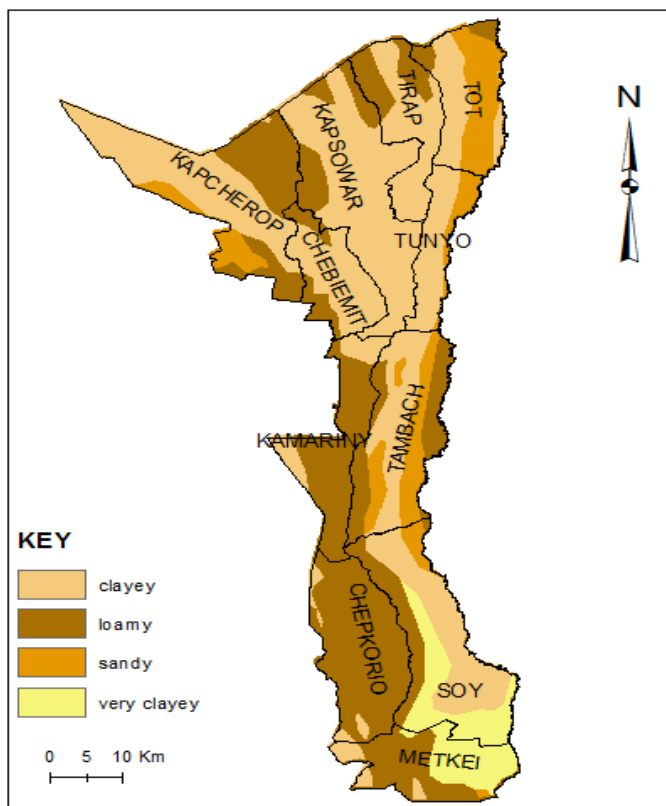 N
TIRAP
TOT
KAPSOWAR
KAPCHEROP
TUNYO
CHEBIEMIT
TAMBACH
KAMARINY
KEY
clayey
loamy
sandy
very clayey
CHEPKORIO
SOY
METKEI
0 5 10 Km